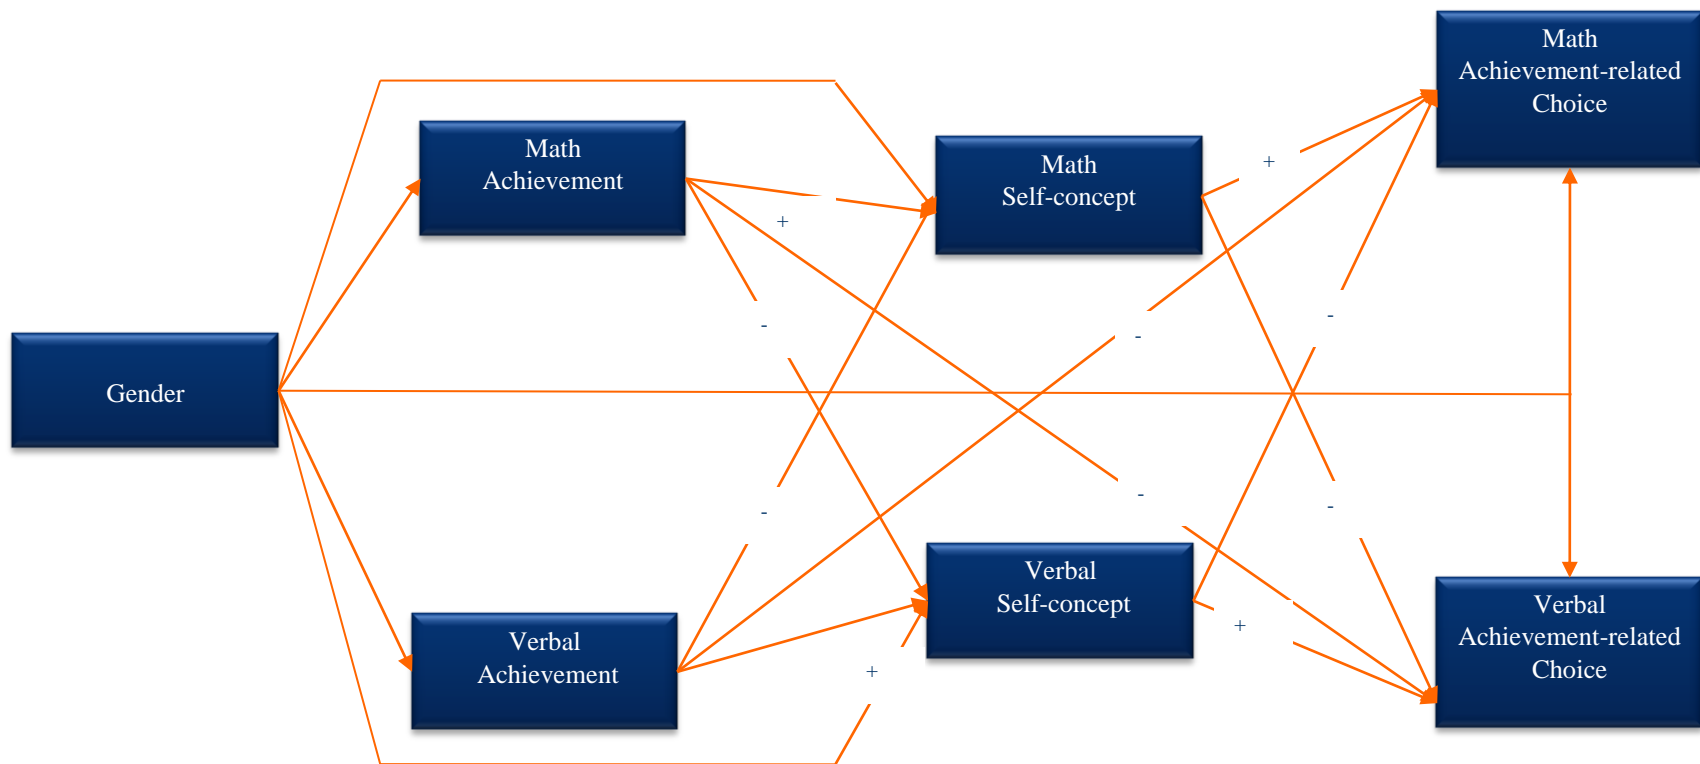 Math
Achievement-related
Choice
Math
Achievement
Math
Self-concept
+
+
-
-
-
Gender
-
-
-
Verbal
Self-concept
Verbal
Achievement-related
Choice
+
Verbal
Achievement
+